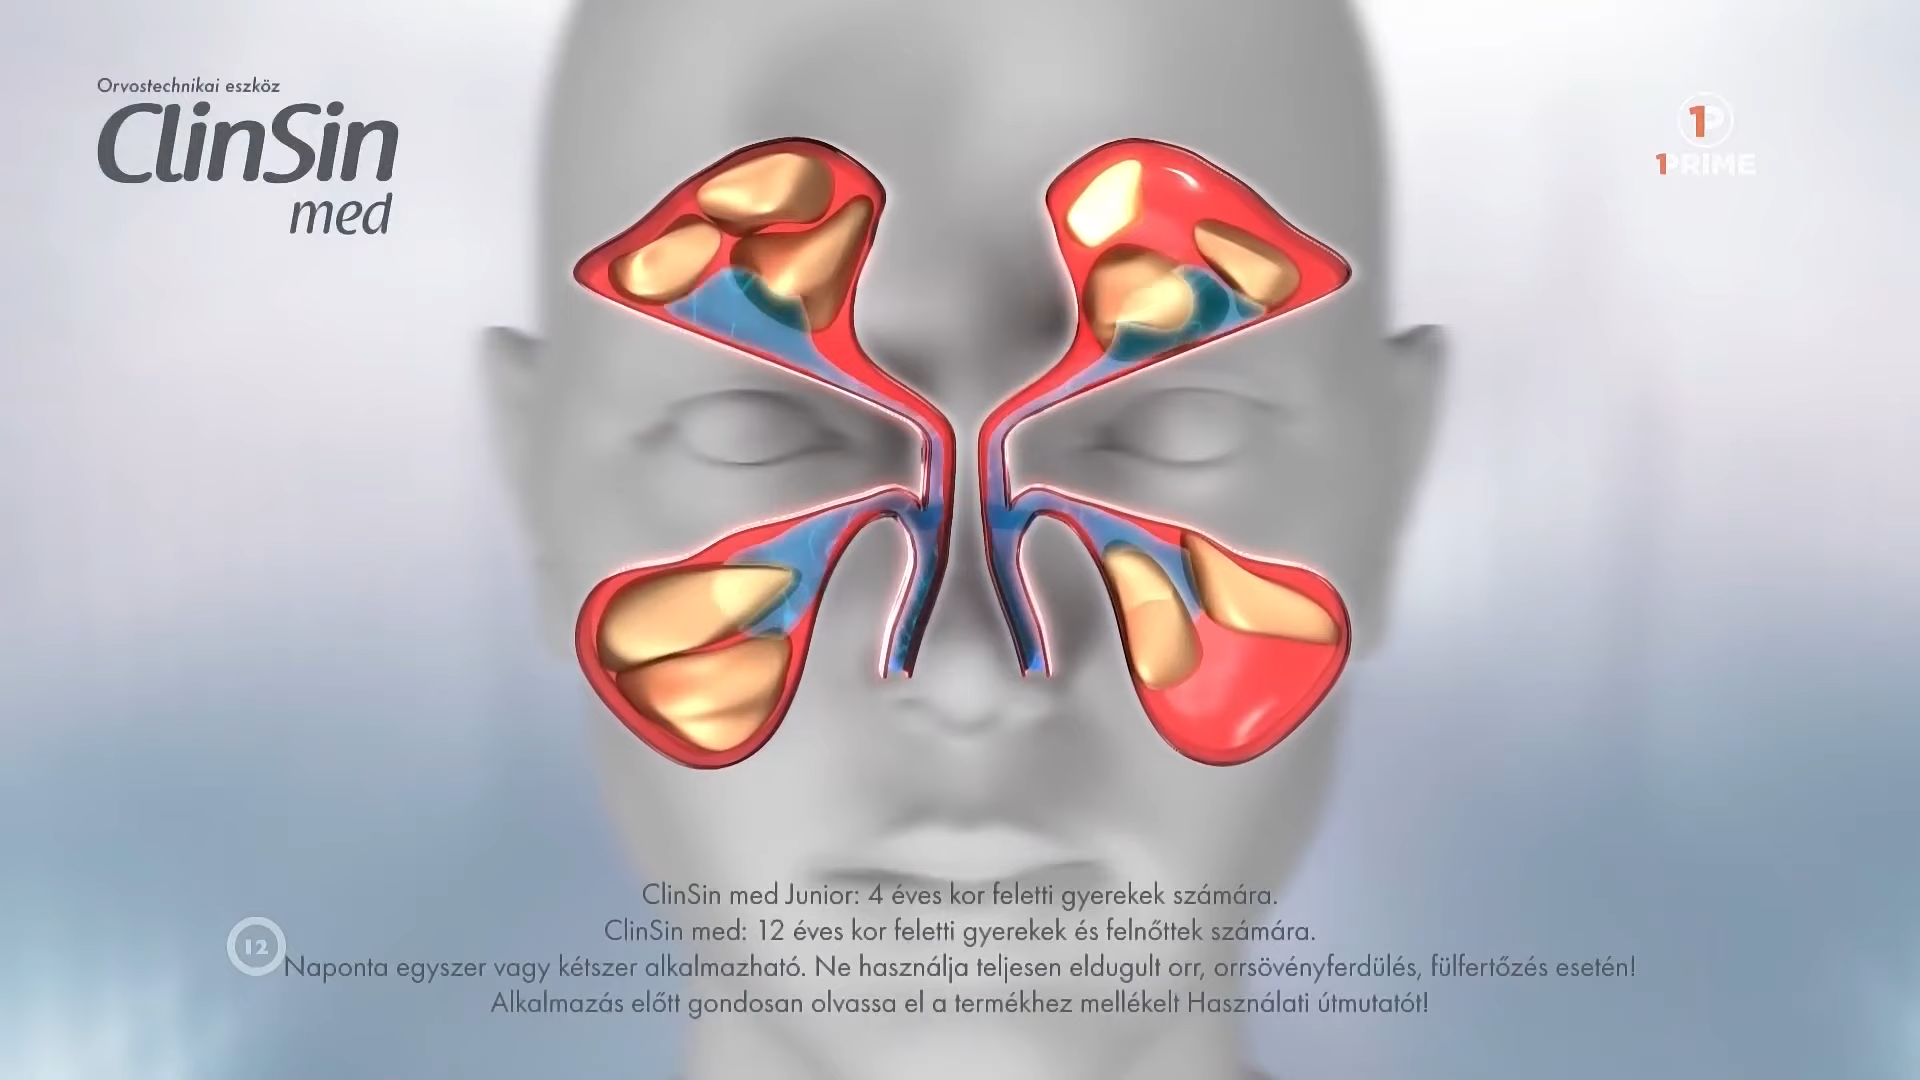 Orvostechnikai eszköz
ClinSin
med
1P
1PRIME
ClinSin med Junior: 4 éves kor feletti gyerekek számára.
ClinSin med: 12 éves kor feletti gyerekek és felnőttek számára.
12
Naponta egyszer vagy kétszer alkalmazható. Ne használja teljesen eldugult orr, orrsövényferdülés, fülfertőzés esetén!
Alkalmazás előtt gondosan olvassa el a termékhez mellékelt Használati útmutatót!